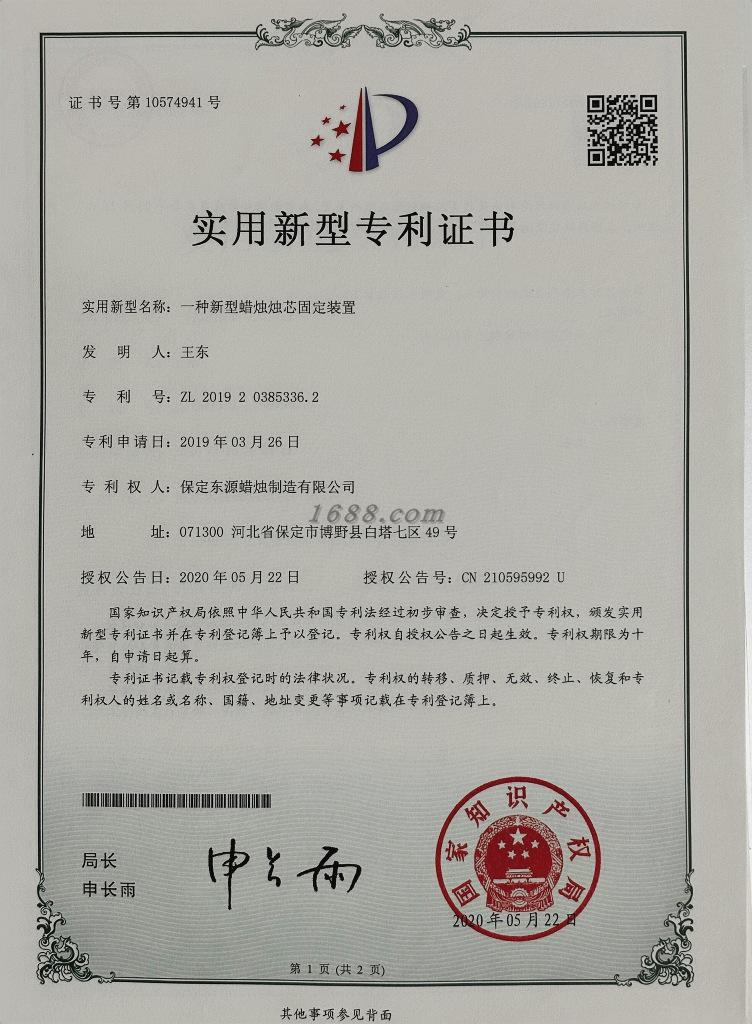 证书号第10574941号
实用新型专利证书
实用新型名称：一种新型蜡烛烛芯固定装置
发明人：王东
专利号：ZL 2019 2 0385336.2
专利申请日：2019年03月26日
专利权人：保定东源蜡烛制造有限公司
1688.com
地址：071300 河北省保定市博野县白塔七区49号
授权公告日：2020年05月22日 授权公告号：CN 210595992 U
国家知识产权局依照中华人民共和国专利法经过初步审查，决定授予专利权，颁发实用
新型专利证书并在专利登记簿上予以登记。专利权自授权公告之日起生效。专利权期限为十
年，自申请日起算。
专利证书记载专利权登记时的法律状况。专利权的转移、质押、无效、终止、恢复和专
利权人的姓名或名称、国籍、地址变更等事项记载在专利登记簿上。
局长
申长雨
申长雨
国家知识产权局
2020年05月22日
第1页(共2页)
其他事项参见背面